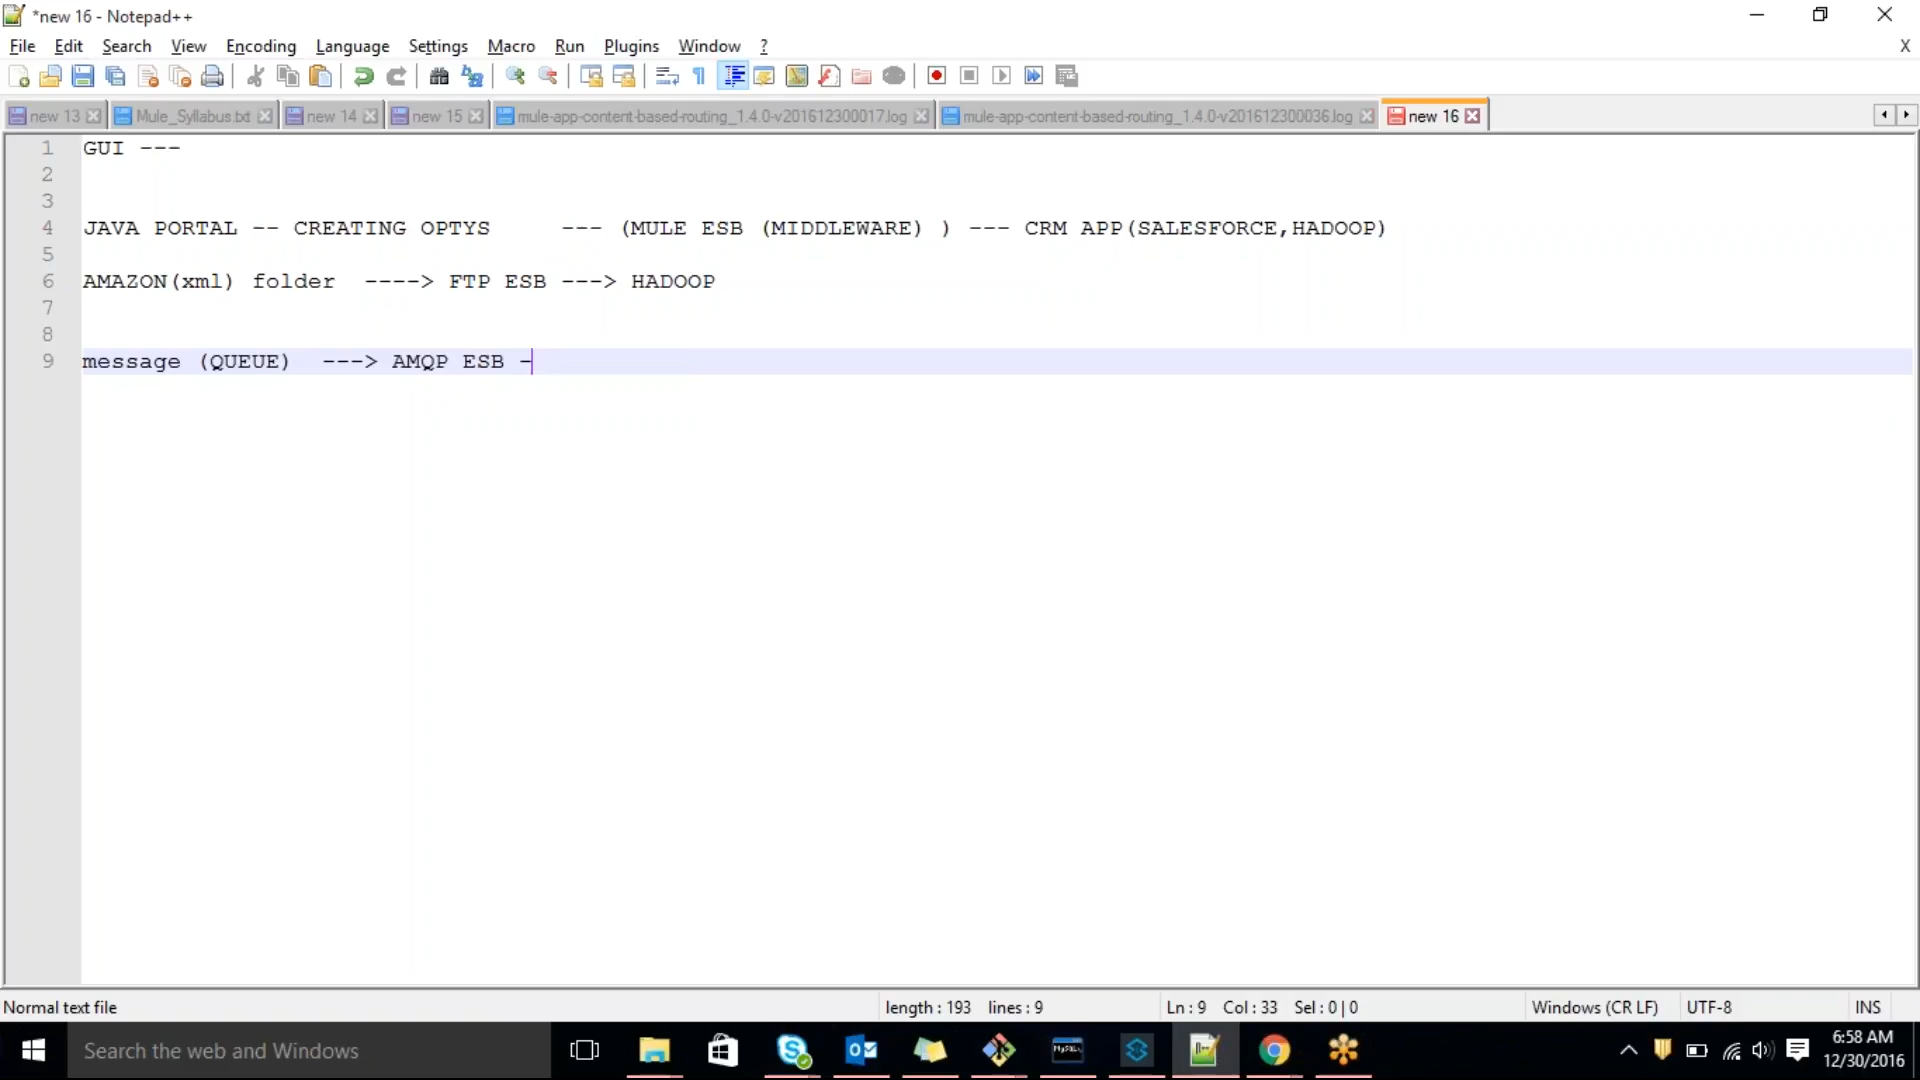 *new 16 - Notepad++
File Edit Search View Encoding Language Settings Macro Run Plugins Window ? X
new 13 Mule_Syllabus.txt new 14 new 15 mule-app-content-based-routing_1.4.0-v201612300017.log mule-app-content-based-routing_1.4.0-v201612300036.log new 16
1 GUI ---
2
3
4 JAVA PORTAL -- CREATING OPTYS --- (MULE ESB (MIDDLEWARE) ) --- CRM APP(SALESFORCE,HADOOP)
5
6 AMAZON(xml) folder ----> FTP ESB ---> HADOOP
7
8
9 message (QUEUE) ---> AMQP ESB -
Normal text file length : 193 lines : 9 Ln : 9 Col : 33 Sel : 0 | 0 Windows (CR LF) UTF-8 INS
Search the web and Windows
MySQL
6:58 AM
12/30/2016